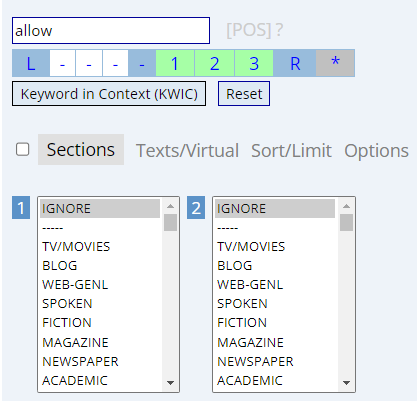 allow [POS] ?
L - - - - 1 2 3 R *
Keyword in Context (KWIC) Reset
Sections Texts/Virtual Sort/Limit Options
1 IGNORE 2 IGNORE
----- -----
TV/MOVIES TV/MOVIES
BLOG BLOG
WEB-GENL WEB-GENL
SPOKEN SPOKEN
FICTION FICTION
MAGAZINE MAGAZINE
NEWSPAPER NEWSPAPER
ACADEMIC ACADEMIC